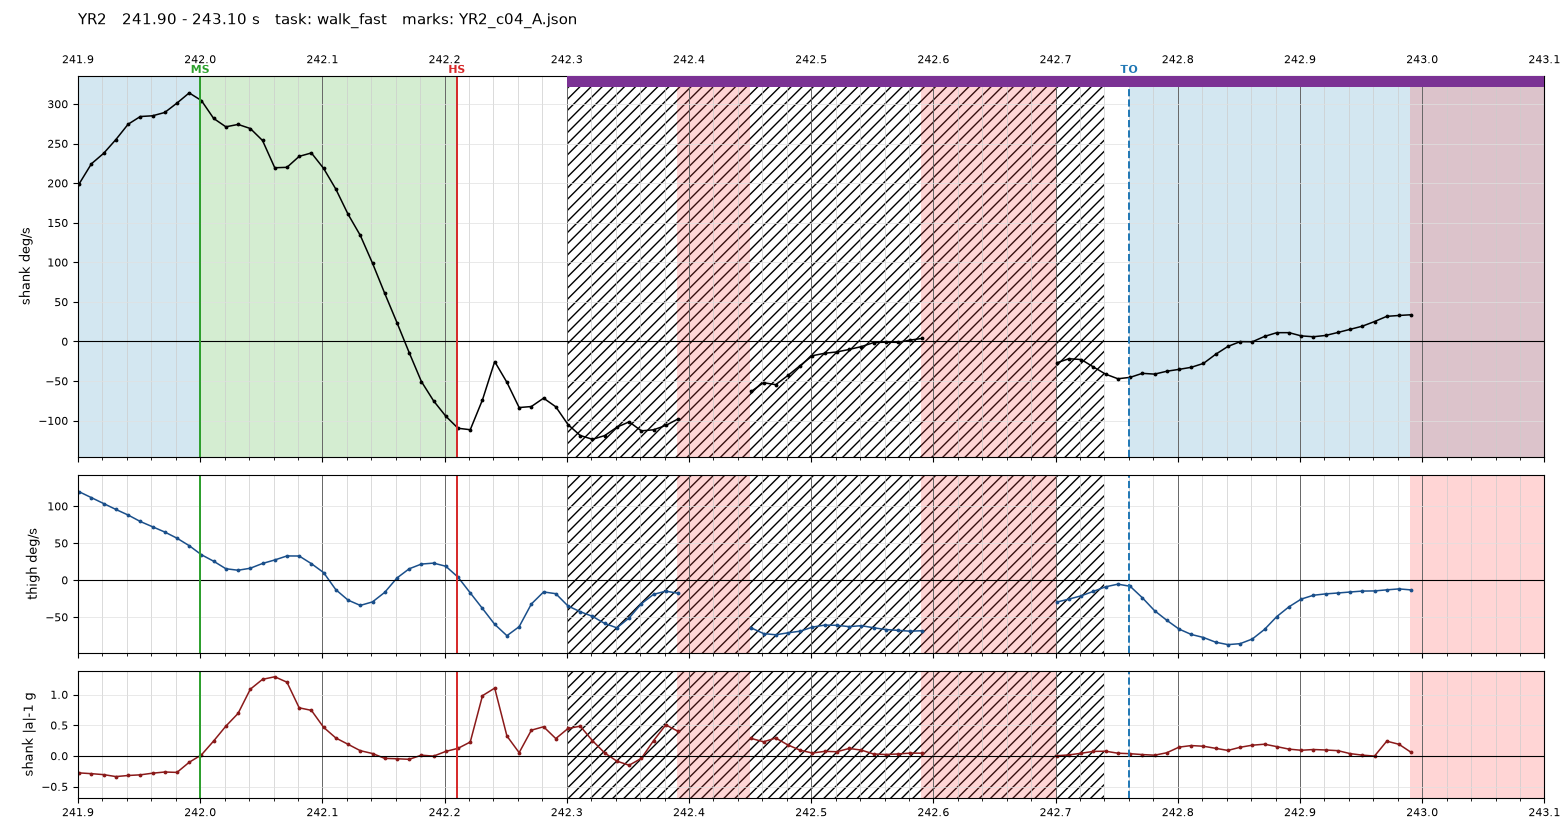 YR2 241.90 - 243.10 s task: walk_fast marks: YR2_c04_A.json
241.9 242.0 242.1 242.2 242.3 242.4 242.5 242.6 242.7 242.8 242.9 243.0 243.1
MS HS TO
300
250
200
150
100
50
0
−50
−100
shank deg/s
100
50
0
−50
thigh deg/s
1.0
0.5
0.0
−0.5
shank |a|-1 g
241.9 242.0 242.1 242.2 242.3 242.4 242.5 242.6 242.7 242.8 242.9 243.0 243.1